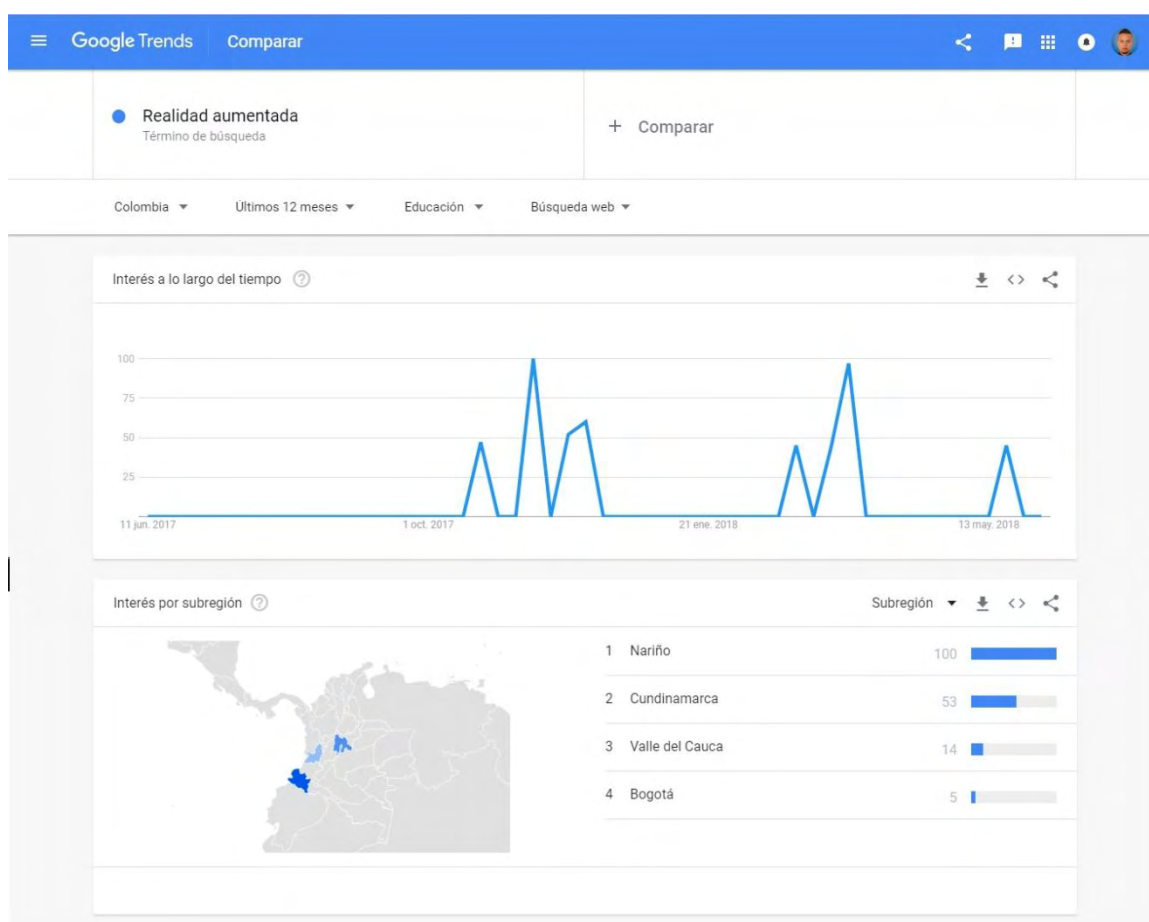 Google Trends Comparar
Realidad aumentada
Término de búsqueda
+ Comparar
Colombia Últimos 12 meses Educación Búsqueda web
Interés a lo largo del tiempo ?
100
75
50
25
11 jun. 2017 1 oct. 2017 21 ene. 2018 13 may. 2018
Interés por subregión ? Subregión
1 Nariño 100
2 Cundinamarca 53
3 Valle del Cauca 14
4 Bogotá 5